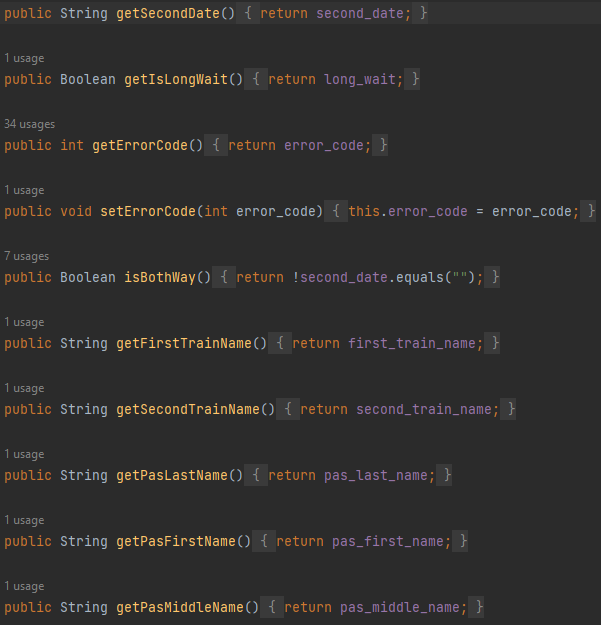 public String getSecondDate() { return second_date; }
1 usage
public Boolean getIsLongWait() { return long_wait; }
34 usages
public int getErrorCode() { return error_code; }
1 usage
public void setErrorCode(int error_code) { this.error_code = error_code; }
7 usages
public Boolean isBothWay() { return !second_date.equals(""); }
1 usage
public String getFirstTrainName() { return first_train_name; }
1 usage
public String getSecondTrainName() { return second_train_name; }
1 usage
public String getPasLastName() { return pas_last_name; }
1 usage
public String getPasFirstName() { return pas_first_name; }
1 usage
public String getPasMiddleName() { return pas_middle_name; }